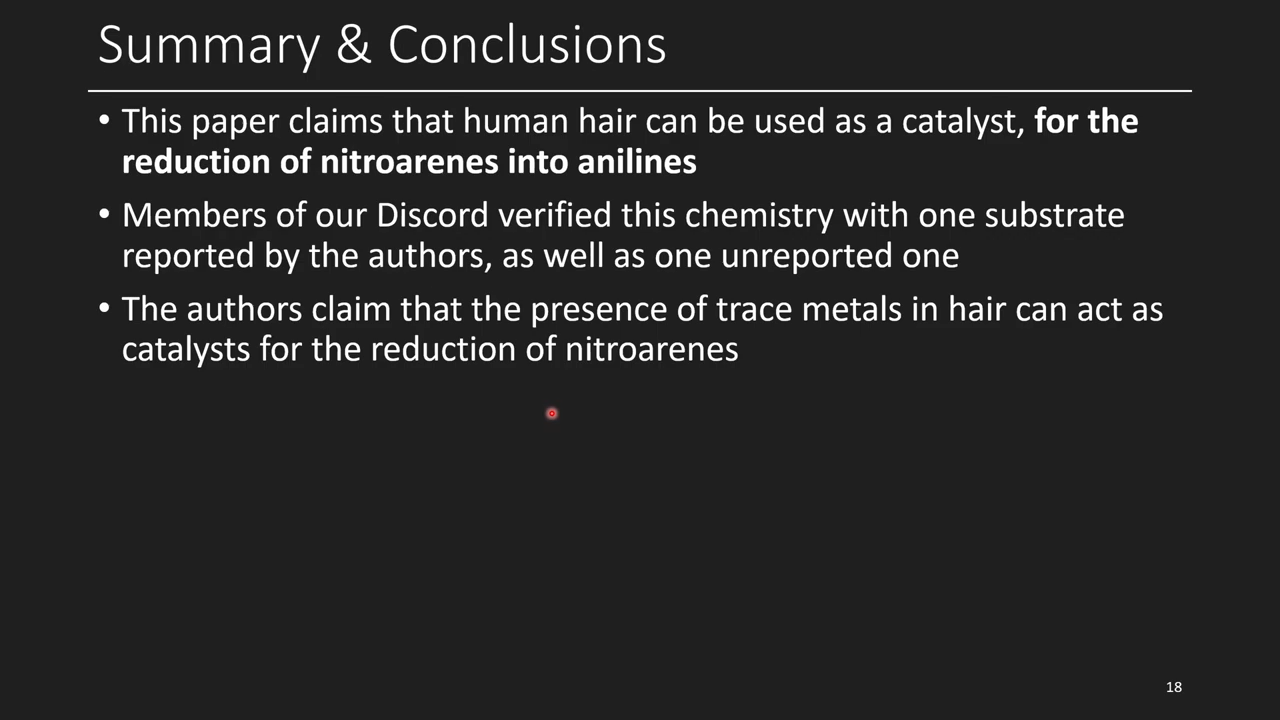 Summary & Conclusions
• This paper claims that human hair can be used as a catalyst, for the
reduction of nitroarenes into anilines
• Members of our Discord verified this chemistry with one substrate
reported by the authors, as well as one unreported one
• The authors claim that the presence of trace metals in hair can act as
catalysts for the reduction of nitroarenes
18